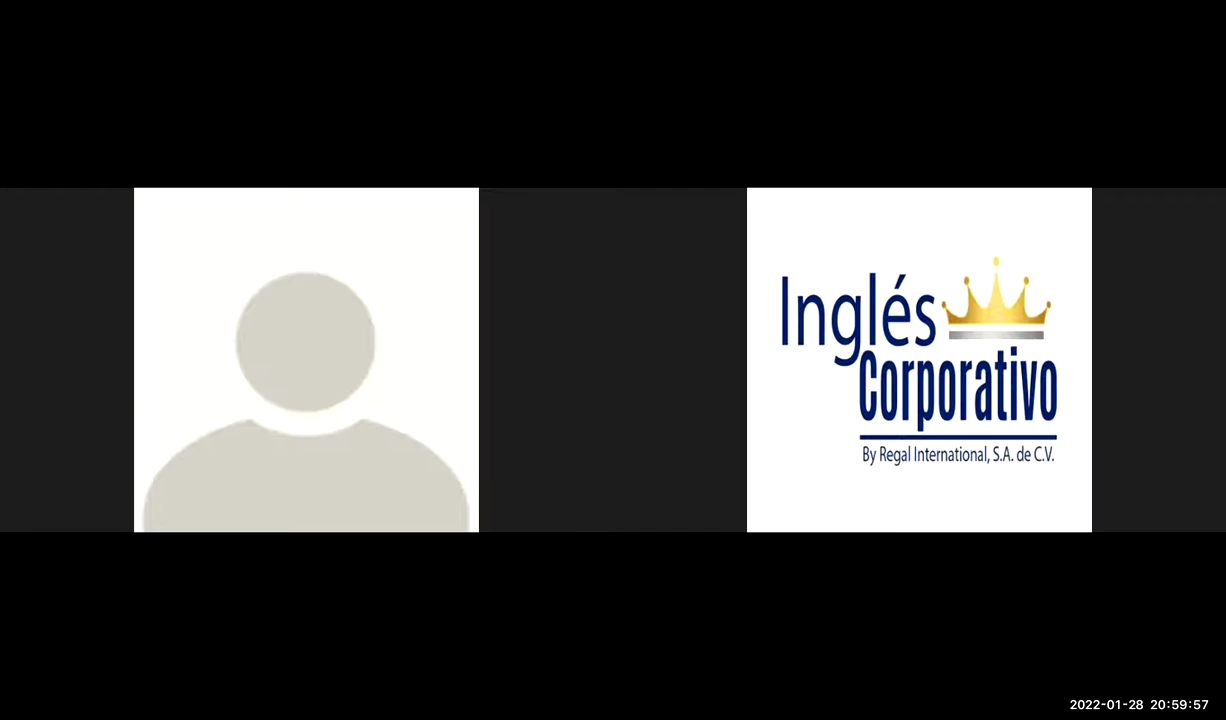 Inglés
Corporativo
By Regal International, S.A. de C.V.
2022-01-28 20:59:57